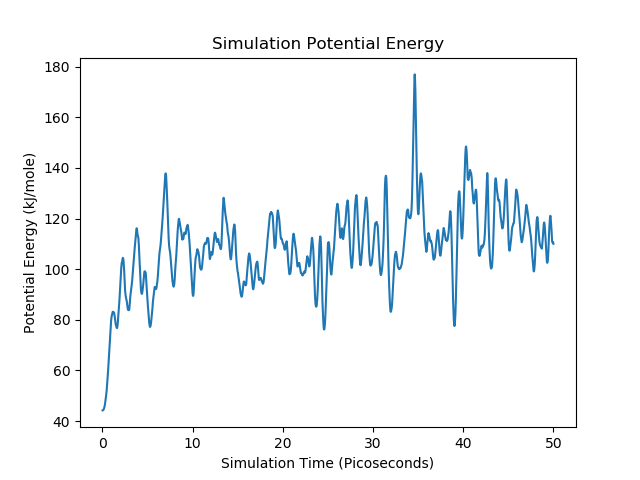 Simulation Potential Energy
Potential Energy (kJ/mole)
180
160
140
120
100
80
60
40
0 10 20 30 40 50
Simulation Time (Picoseconds)